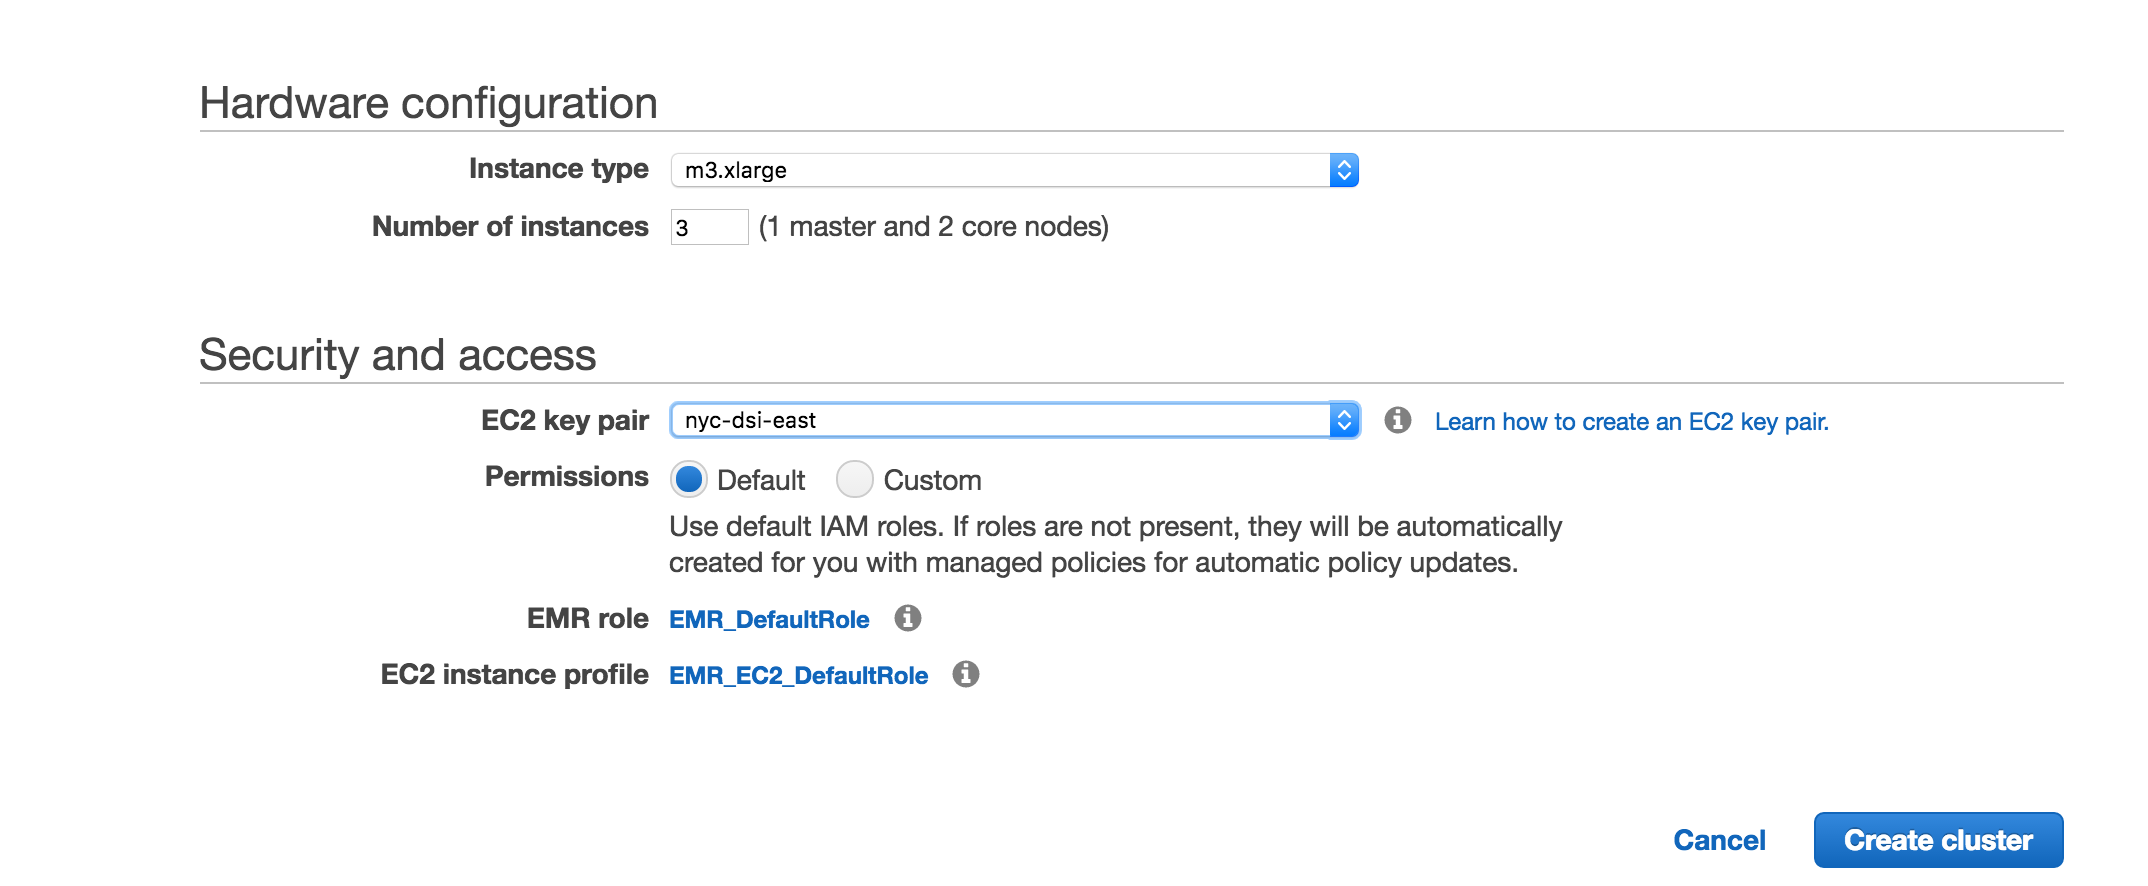 Hardware configuration
Instance type m3.xlarge
Number of instances 3 (1 master and 2 core nodes)
Security and access
EC2 key pair nyc-dsi-east Learn how to create an EC2 key pair.
Permissions Default Custom
Use default IAM roles. If roles are not present, they will be automatically
created for you with managed policies for automatic policy updates.
EMR role EMR_DefaultRole
EC2 instance profile EMR_EC2_DefaultRole
Cancel Create cluster